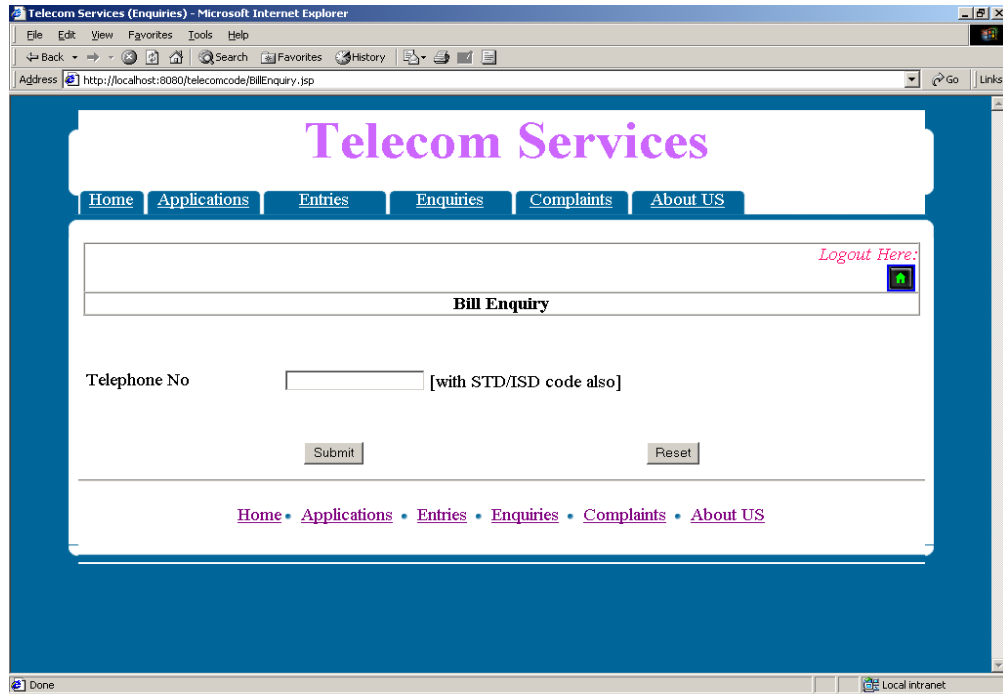 Telecom Services (Enquiries) - Microsoft Internet Explorer
File Edit View Favorites Tools Help
Back Search Favorites History
Address http://localhost:8080/telecomcode/BillEnquiry.jsp Go Links
Telecom Services
Home Applications Entries Enquiries Complaints About US
Logout Here:
Bill Enquiry
Telephone No [with STD/ISD code also]
Submit Reset
Home Applications Entries Enquiries Complaints About US
Done Local intranet